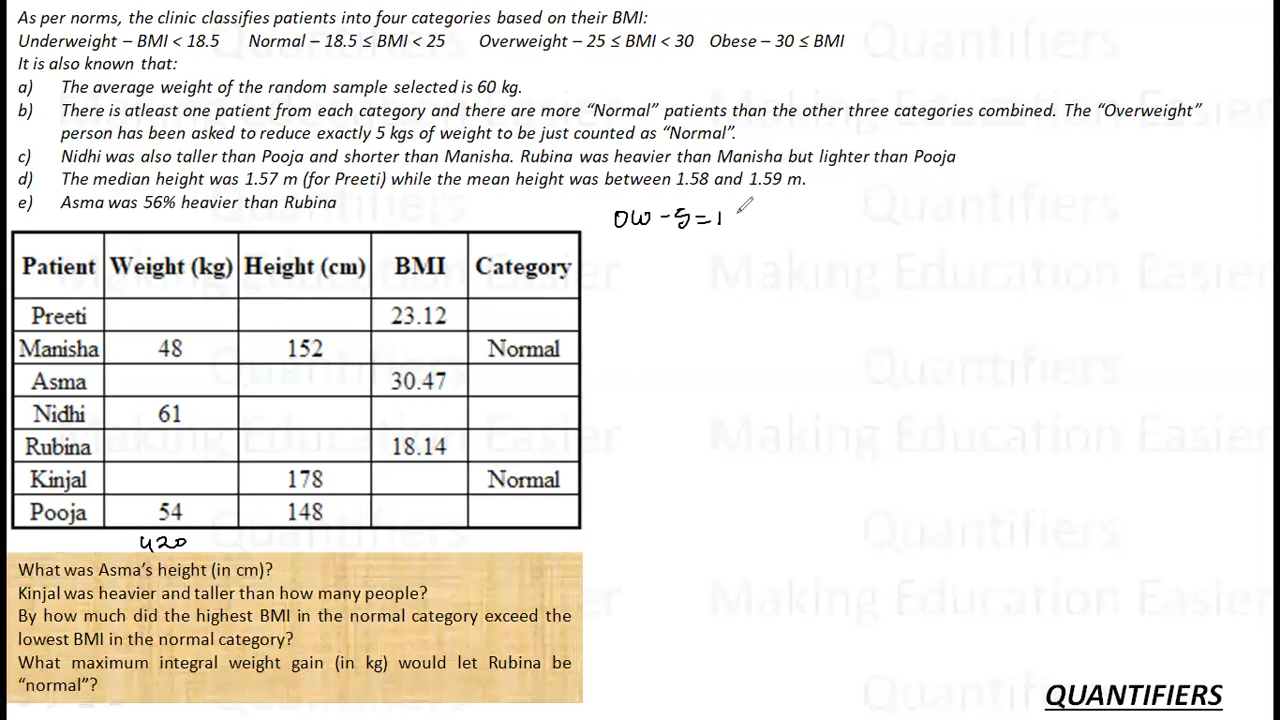 As per norms, the clinic classifies patients into four categories based on their BMI:
Underweight – BMI < 18.5 Normal – 18.5 ≤ BMI < 25 Overweight – 25 ≤ BMI < 30 Obese – 30 ≤ BMI
It is also known that:
a) The average weight of the random sample selected is 60 kg.
b) There is atleast one patient from each category and there are more “Normal” patients than the other three categories combined. The “Overweight”
person has been asked to reduce exactly 5 kgs of weight to be just counted as “Normal”.
c) Nidhi was also taller than Pooja and shorter than Manisha. Rubina was heavier than Manisha but lighter than Pooja
d) The median height was 1.57 m (for Preeti) while the mean height was between 1.58 and 1.59 m.
e) Asma was 56% heavier than Rubina
OW - 5 = 1
Patient Weight (kg) Height (cm) BMI Category
Preeti 23.12
Manisha 48 152 Normal
Asma 30.47
Nidhi 61
Rubina 18.14
Kinjal 178 Normal
Pooja 54 148
420
What was Asma’s height (in cm)?
Kinjal was heavier and taller than how many people?
By how much did the highest BMI in the normal category exceed the
lowest BMI in the normal category?
What maximum integral weight gain (in kg) would let Rubina be
“normal”?
QUANTIFIERS
Quantifiers
Making Education Easier